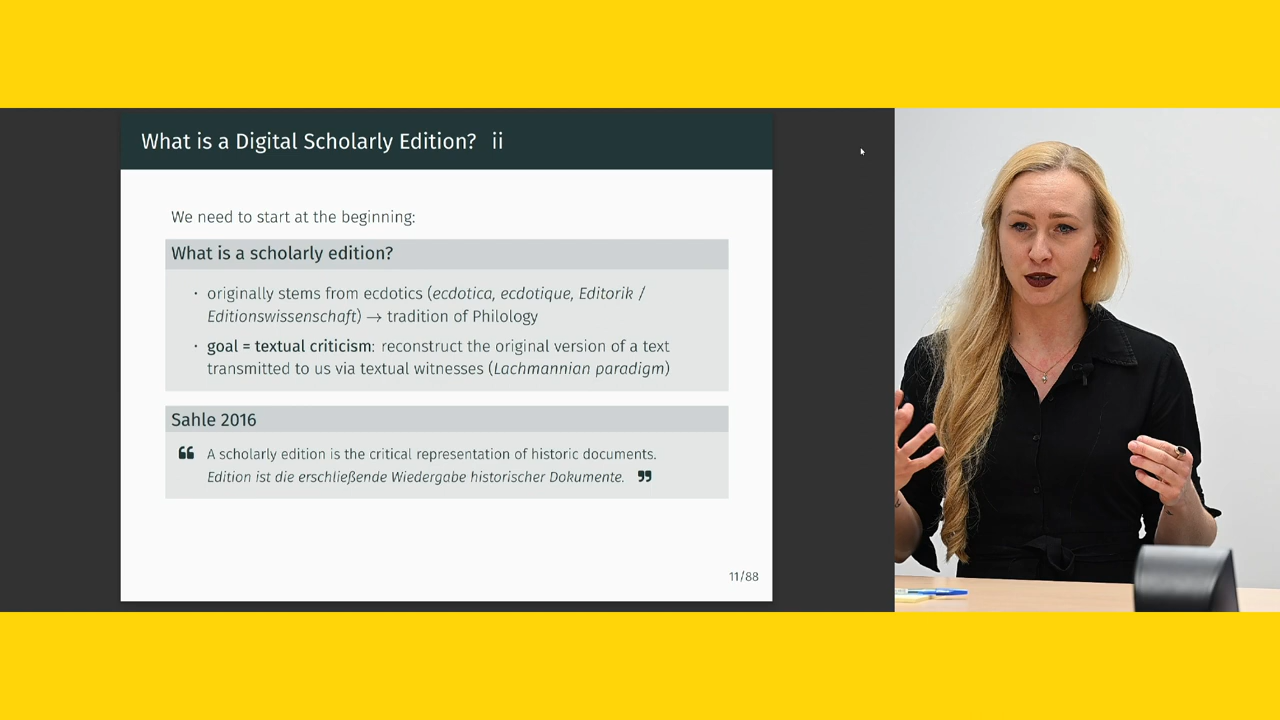 What is a Digital Scholarly Edition? ii
We need to start at the beginning:
What is a scholarly edition?
· originally stems from ecdotics (ecdotica, ecdotique, Editorik /
Editionswissenschaft) → tradition of Philology
· goal = textual criticism: reconstruct the original version of a text
transmitted to us via textual witnesses (Lachmannian paradigm)
Sahle 2016
❝ A scholarly edition is the critical representation of historic documents.
Edition ist die erschließende Wiedergabe historischer Dokumente. ❞
11/88